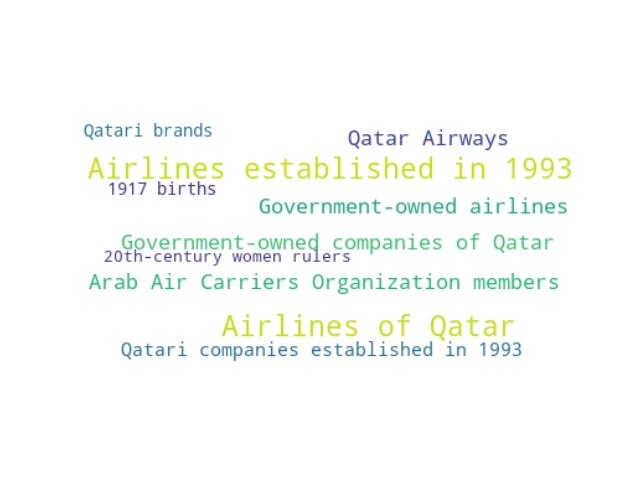 Qatari brands
Qatar Airways
Airlines established in 1993
1917 births
Government-owned airlines
Government-owned companies of Qatar
20th-century women rulers
Arab Air Carriers Organization members
Airlines of Qatar
Qatari companies established in 1993